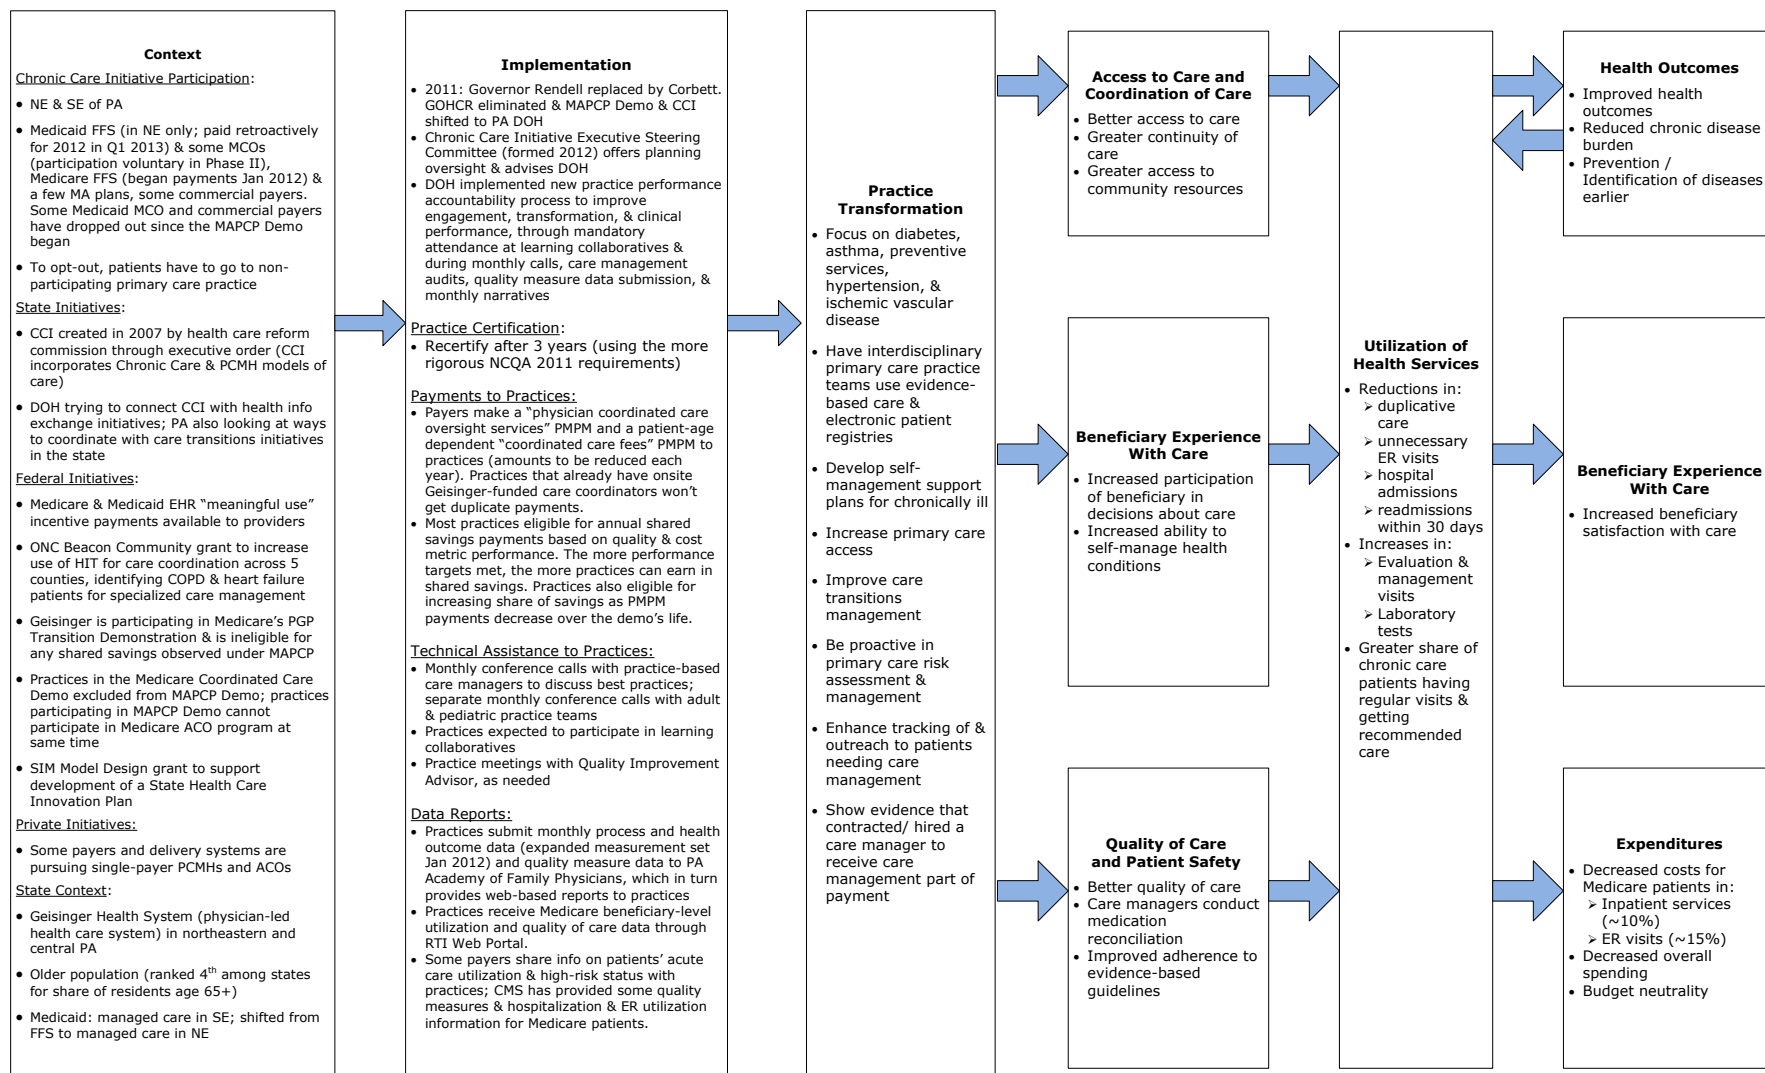 Context
Chronic Care Initiative Participation:
• NE & SE of PA
• Medicaid FFS (in NE only; paid retroactively
for 2012 in Q1 2013) & some MCOs
(participation voluntary in Phase II),
Medicare FFS (began payments Jan 2012) &
a few MA plans, some commercial payers.
Some Medicaid MCO and commercial payers
have dropped out since the MAPCP Demo
began
• To opt-out, patients have to go to non-
participating primary care practice
State Initiatives:
• CCI created in 2007 by health care reform
commission through executive order (CCI
incorporates Chronic Care & PCMH models of
care)
• DOH trying to connect CCI with health info
exchange initiatives; PA also looking at ways
to coordinate with care transitions initiatives
in the state
Federal Initiatives:
• Medicare & Medicaid EHR “meaningful use”
incentive payments available to providers
• ONC Beacon Community grant to increase
use of HIT for care coordination across 5
counties, identifying COPD & heart failure
patients for specialized care management
• Geisinger is participating in Medicare’s PGP
Transition Demonstration & is ineligible for
any shared savings observed under MAPCP
• Practices in the Medicare Coordinated Care
Demo excluded from MAPCP Demo; practices
participating in MAPCP Demo cannot
participate in Medicare ACO program at
same time
• SIM Model Design grant to support
development of a State Health Care
Innovation Plan
Private Initiatives:
• Some payers and delivery systems are
pursuing single-payer PCMHs and ACOs
State Context:
• Geisinger Health System (physician-led
health care system) in northeastern and
central PA
• Older population (ranked 4th among states
for share of residents age 65+)
• Medicaid: managed care in SE; shifted from
FFS to managed care in NE
Implementation
• 2011: Governor Rendell replaced by Corbett.
GOHCR eliminated & MAPCP Demo & CCI
shifted to PA DOH
• Chronic Care Initiative Executive Steering
Committee (formed 2012) offers planning
oversight & advises DOH
• DOH implemented new practice performance
accountability process to improve
engagement, transformation, & clinical
performance, through mandatory
attendance at learning collaboratives &
during monthly calls, care management
audits, quality measure data submission, &
monthly narratives
Practice Certification:
• Recertify after 3 years (using the more
rigorous NCQA 2011 requirements)
Payments to Practices:
• Payers make a “physician coordinated care
oversight services” PMPM and a patient-age
dependent “coordinated care fees” PMPM to
practices (amounts to be reduced each
year). Practices that already have onsite
Geisinger-funded care coordinators won’t
get duplicate payments.
• Most practices eligible for annual shared
savings payments based on quality & cost
metric performance. The more performance
targets met, the more practices can earn in
shared savings. Practices also eligible for
increasing share of savings as PMPM
payments decrease over the demo’s life.
Technical Assistance to Practices:
• Monthly conference calls with practice-based
care managers to discuss best practices;
separate monthly conference calls with adult
& pediatric practice teams
• Practices expected to participate in learning
collaboratives
• Practice meetings with Quality Improvement
Advisor, as needed
Data Reports:
• Practices submit monthly process and health
outcome data (expanded measurement set
Jan 2012) and quality measure data to PA
Academy of Family Physicians, which in turn
provides web-based reports to practices
• Practices receive Medicare beneficiary-level
utilization and quality of care data through
RTI Web Portal.
• Some payers share info on patients’ acute
care utilization & high-risk status with
practices; CMS has provided some quality
measures & hospitalization & ER utilization
information for Medicare patients.
Practice
Transformation
• Focus on diabetes,
asthma, preventive
services,
hypertension, &
ischemic vascular
disease
• Have interdisciplinary
primary care practice
teams use evidence-
based care &
electronic patient
registries
• Develop self-
management support
plans for chronically ill
• Increase primary care
access
• Improve care
transitions
management
• Be proactive in
primary care risk
assessment &
management
• Enhance tracking of &
outreach to patients
needing care
management
• Show evidence that
contracted/ hired a
care manager to
receive care
management part of
payment
Access to Care and
Coordination of Care
• Better access to care
• Greater continuity of
care
• Greater access to
community resources
Beneficiary Experience
With Care
• Increased participation
of beneficiary in
decisions about care
• Increased ability to
self-manage health
conditions
Quality of Care
and Patient Safety
• Better quality of care
• Care managers conduct
medication
reconciliation
• Improved adherence to
evidence-based
guidelines
Utilization of
Health Services
• Reductions in:
➢ duplicative
care
➢ unnecessary
ER visits
➢ hospital
admissions
➢ readmissions
within 30 days
• Increases in:
➢ Evaluation &
management
visits
➢ Laboratory
tests
• Greater share of
chronic care
patients having
regular visits &
getting
recommended
care
Health Outcomes
• Improved health
outcomes
• Reduced chronic disease
burden
• Prevention /
Identification of diseases
earlier
Beneficiary Experience
With Care
• Increased beneficiary
satisfaction with care
Expenditures
• Decreased costs for
Medicare patients in:
➢ Inpatient services
(~10%)
➢ ER visits (~15%)
• Decreased overall
spending
• Budget neutrality